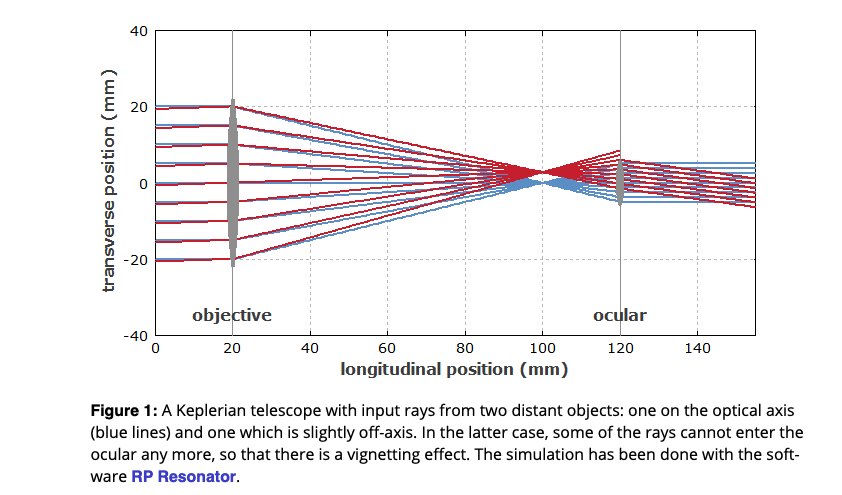 40
20
0
-20
-40
transverse position (mm)
objective
ocular
0 20 40 60 80 100 120 140
longitudinal position (mm)
Figure 1: A Keplerian telescope with input rays from two distant objects: one on the optical axis
(blue lines) and one which is slightly off-axis. In the latter case, some of the rays cannot enter the
ocular any more, so that there is a vignetting effect. The simulation has been done with the soft-
ware RP Resonator.